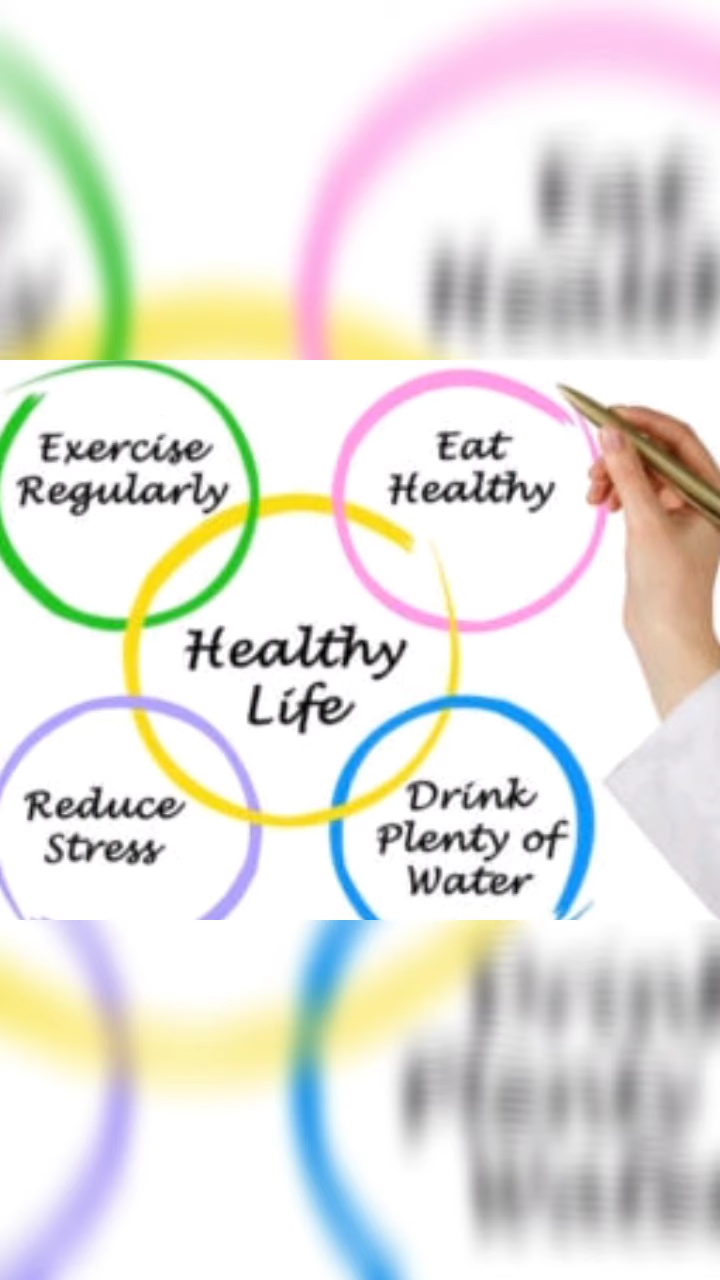 Exercise
Regularly
Eat
Healthy
Healthy
Life
Reduce
Stress
Drink
Plenty of
Water